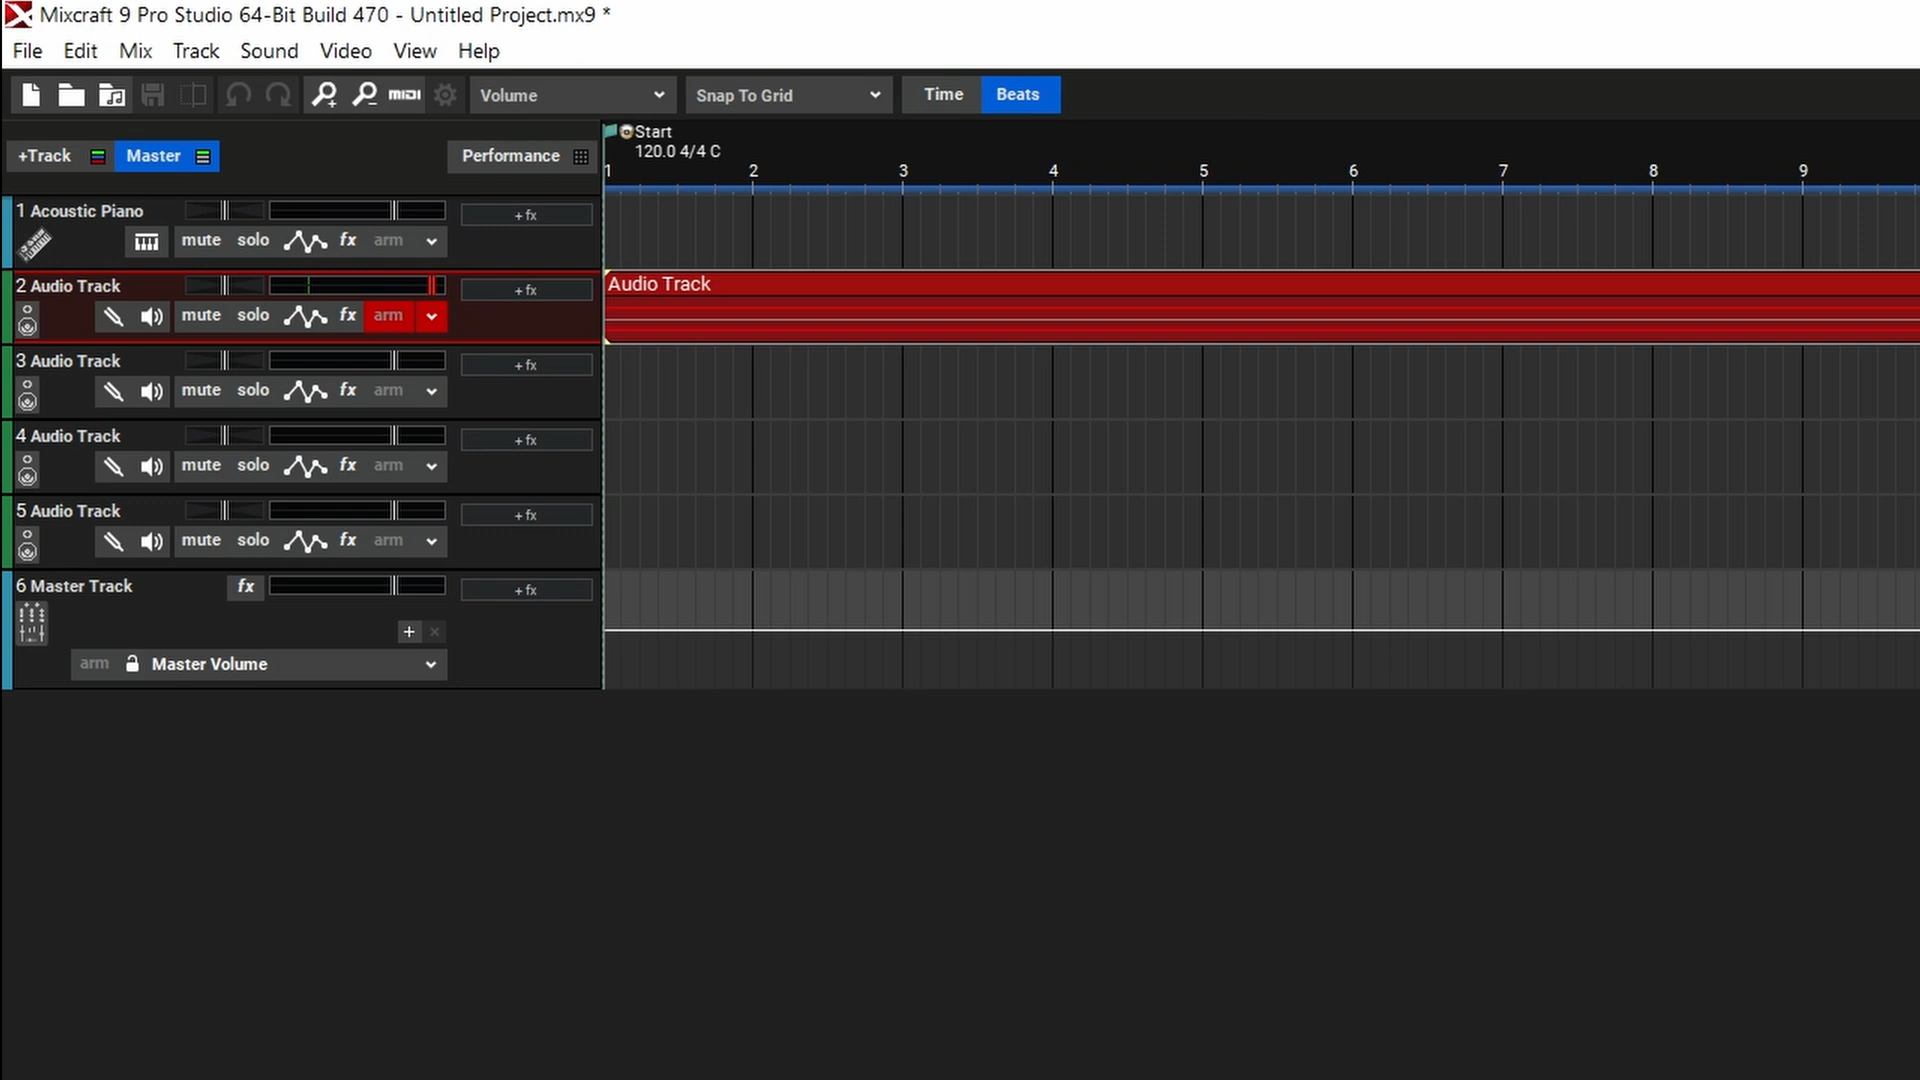 Mixcraft 9 Pro Studio 64-Bit Build 470 - Untitled Project.mx9 *
File Edit Mix Track Sound Video View Help
MIDI Volume Snap To Grid Time Beats
+Track Master Performance
Start
120.0 4/4 C
1 2 3 4 5 6 7 8 9
1 Acoustic Piano +fx
mute solo fx arm
2 Audio Track +fx
mute solo fx arm
Audio Track
3 Audio Track +fx
mute solo fx arm
4 Audio Track +fx
mute solo fx arm
5 Audio Track +fx
mute solo fx arm
6 Master Track fx +fx
+ ×
arm Master Volume